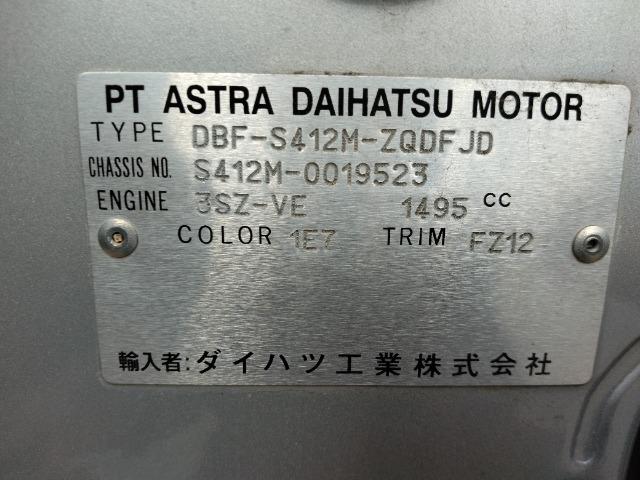 PT ASTRA DAIHATSU MOTOR
TYPE DBF-S412M-ZQDFJD
CHASSIS NO. S412M-0019523
ENGINE 3SZ-VE 1495 CC
COLOR 1E7 TRIM FZ12
輸入者:ダイハツ工業株式会社